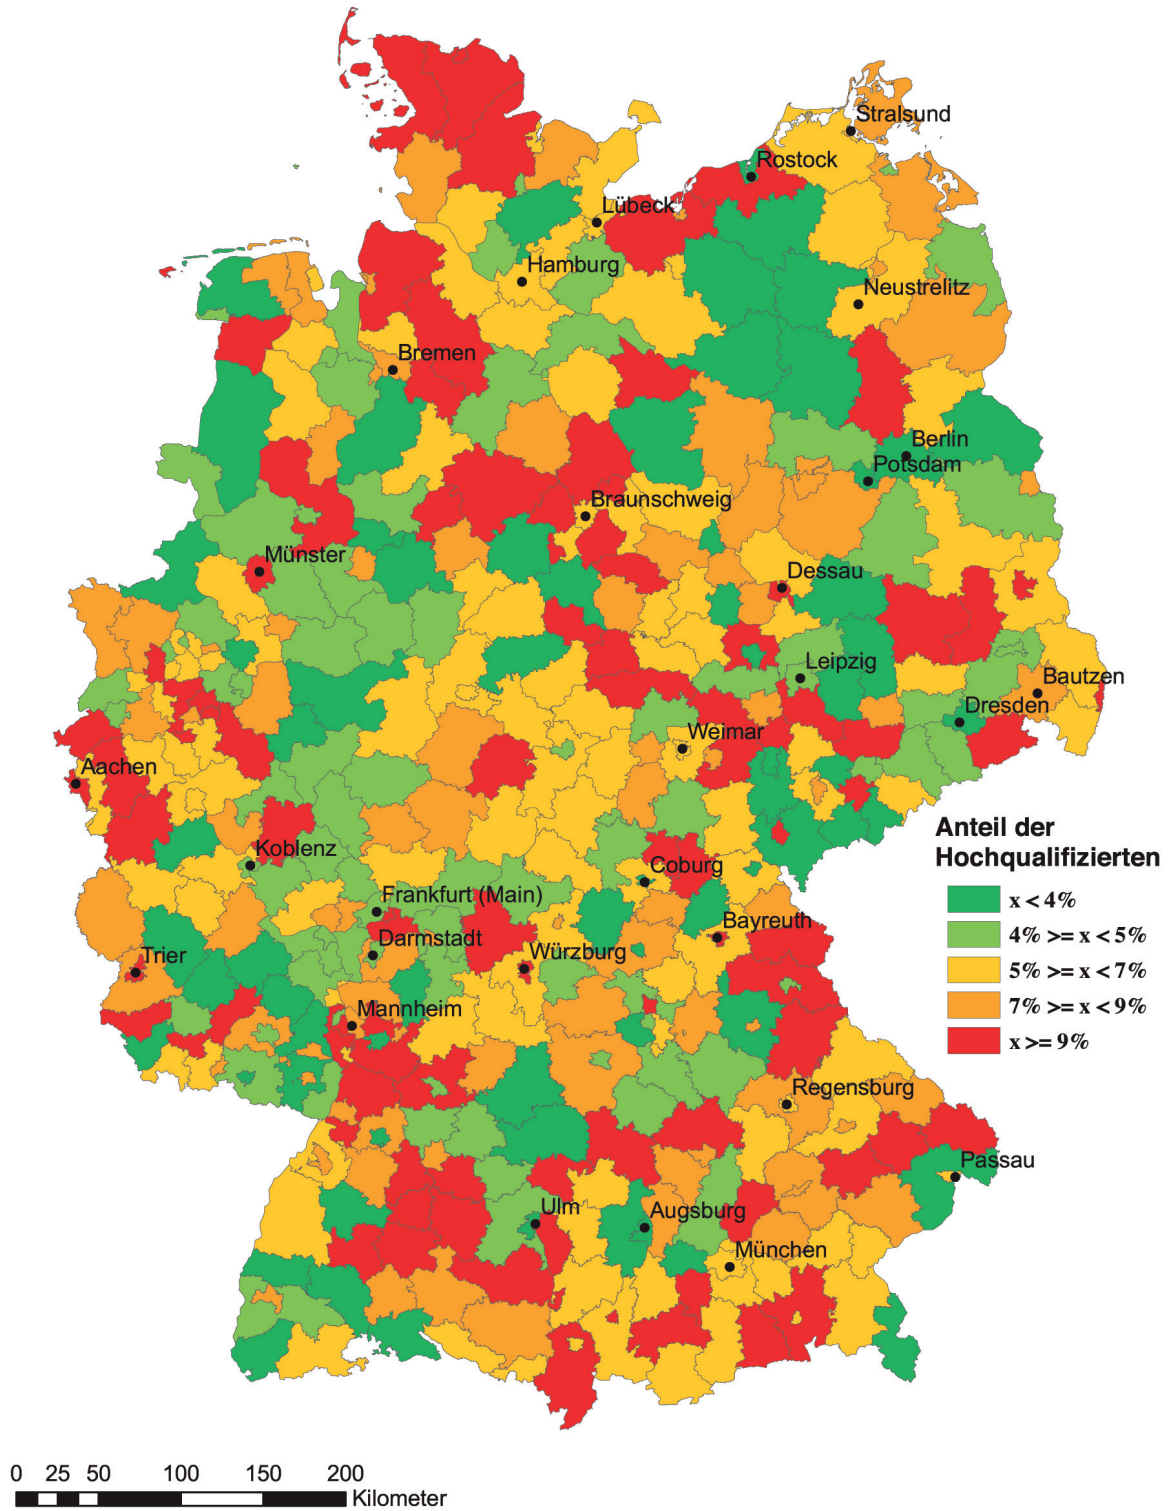 Stralsund
Rostock
Lübeck
Hamburg
Neustrelitz
Bremen
Berlin
Potsdam
Braunschweig
Münster
Dessau
Leipzig
Bautzen
Dresden
Weimar
Aachen
Koblenz
Coburg
Frankfurt (Main)
Bayreuth
Darmstadt
Würzburg
Trier
Mannheim
Regensburg
Passau
Ulm
Augsburg
München
Anteil der
Hochqualifizierten
x < 4%
4% >= x < 5%
5% >= x < 7%
7% >= x < 9%
x >= 9%
0 25 50 100 150 200
Kilometer